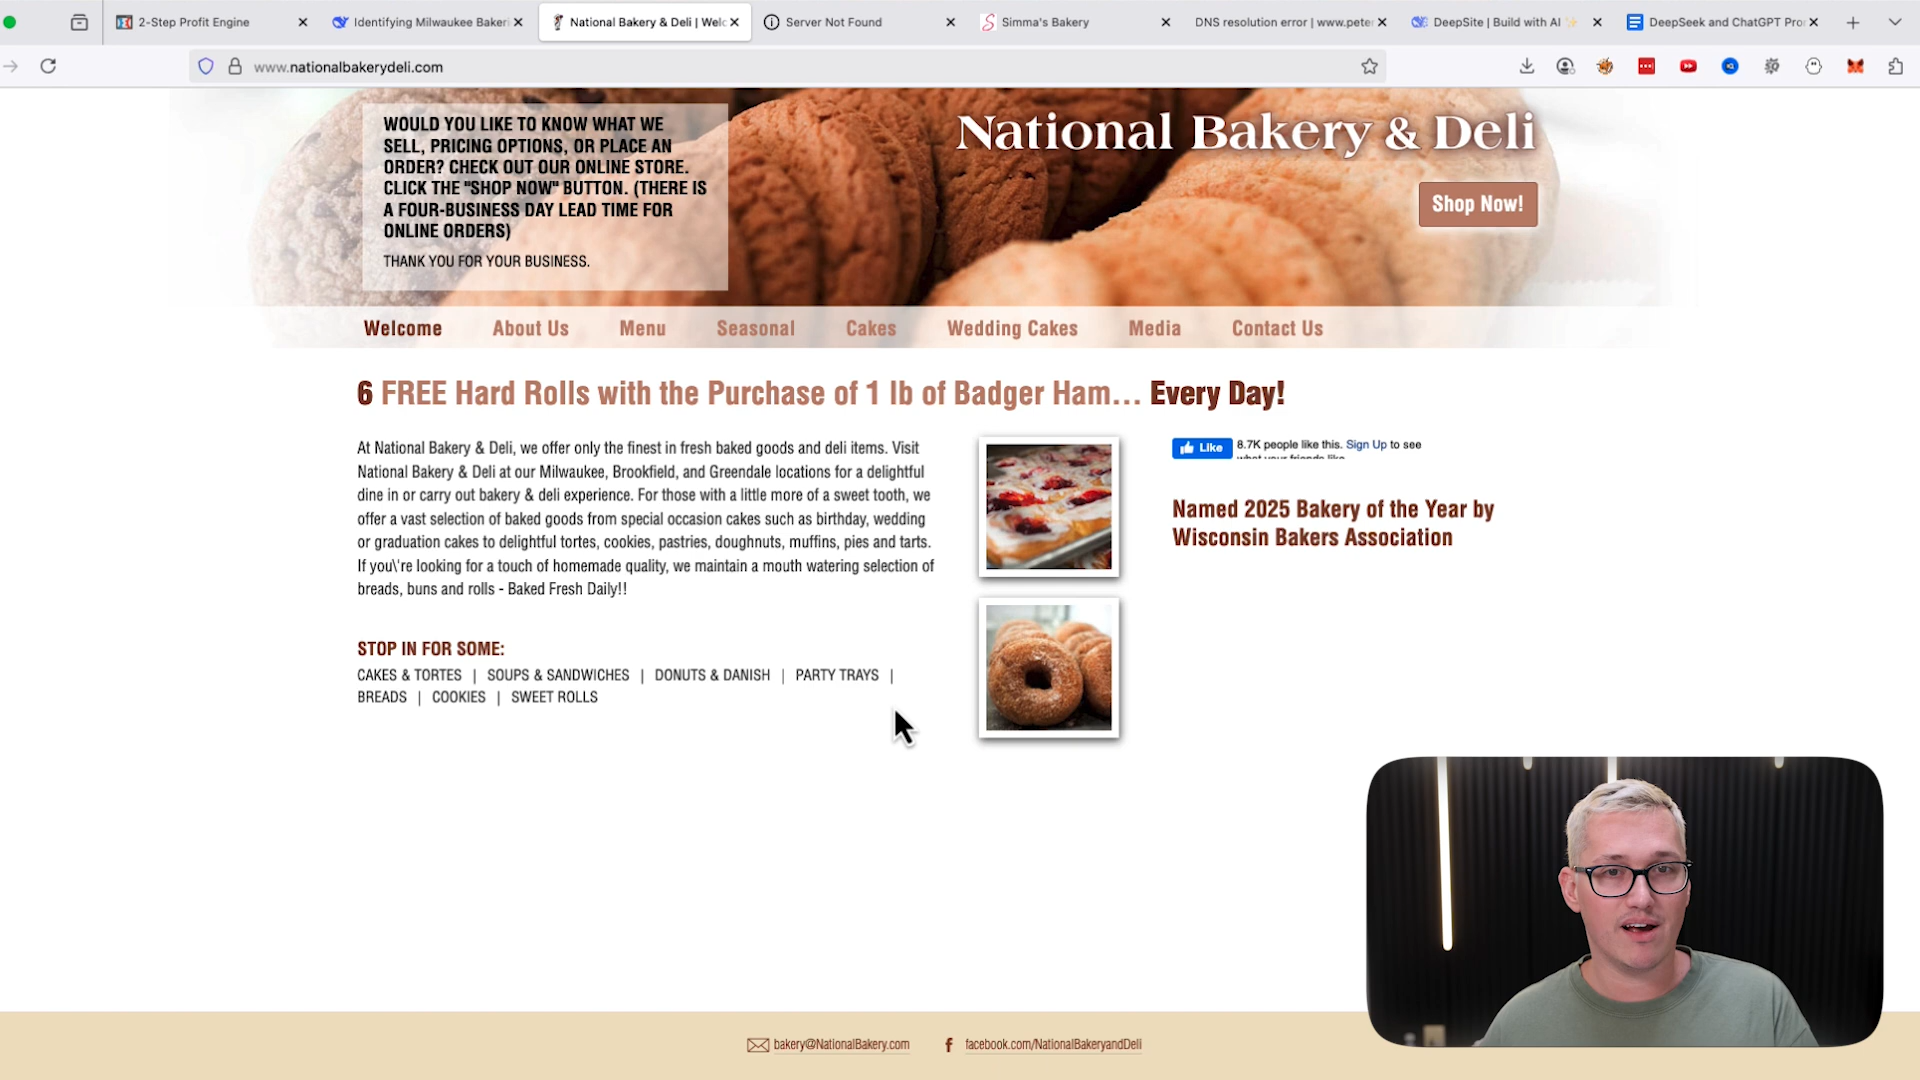 2-Step Profit Engine
Identifying Milwaukee Bakeri
National Bakery & Deli | Welc
Server Not Found
Simma's Bakery
DNS resolution error | www.pete
DeepSite | Build with AI ✨
DeepSeek and ChatGPT Pro
www.nationalbakerydeli.com
WOULD YOU LIKE TO KNOW WHAT WE
SELL, PRICING OPTIONS, OR PLACE AN
ORDER? CHECK OUT OUR ONLINE STORE.
CLICK THE "SHOP NOW" BUTTON. (THERE IS
A FOUR-BUSINESS DAY LEAD TIME FOR
ONLINE ORDERS)
THANK YOU FOR YOUR BUSINESS.
National Bakery & Deli
Shop Now!
Welcome About Us Menu Seasonal Cakes Wedding Cakes Media Contact Us
6 FREE Hard Rolls with the Purchase of 1 lb of Badger Ham... Every Day!
At National Bakery & Deli, we offer only the finest in fresh baked goods and deli items. Visit
National Bakery & Deli at our Milwaukee, Brookfield, and Greendale locations for a delightful
dine in or carry out bakery & deli experience. For those with a little more of a sweet tooth, we
offer a vast selection of baked goods from special occasion cakes such as birthday, wedding
or graduation cakes to delightful tortes, cookies, pastries, doughnuts, muffins, pies and tarts.
If you\'re looking for a touch of homemade quality, we maintain a mouth watering selection of
breads, buns and rolls - Baked Fresh Daily!!
STOP IN FOR SOME:
CAKES & TORTES | SOUPS & SANDWICHES | DONUTS & DANISH | PARTY TRAYS |
BREADS | COOKIES | SWEET ROLLS
Like
8.7K people like this. Sign Up to see
what your friends like.
Named 2025 Bakery of the Year by
Wisconsin Bakers Association
bakery@NationalBakery.com
facebook.com/NationalBakeryandDeli